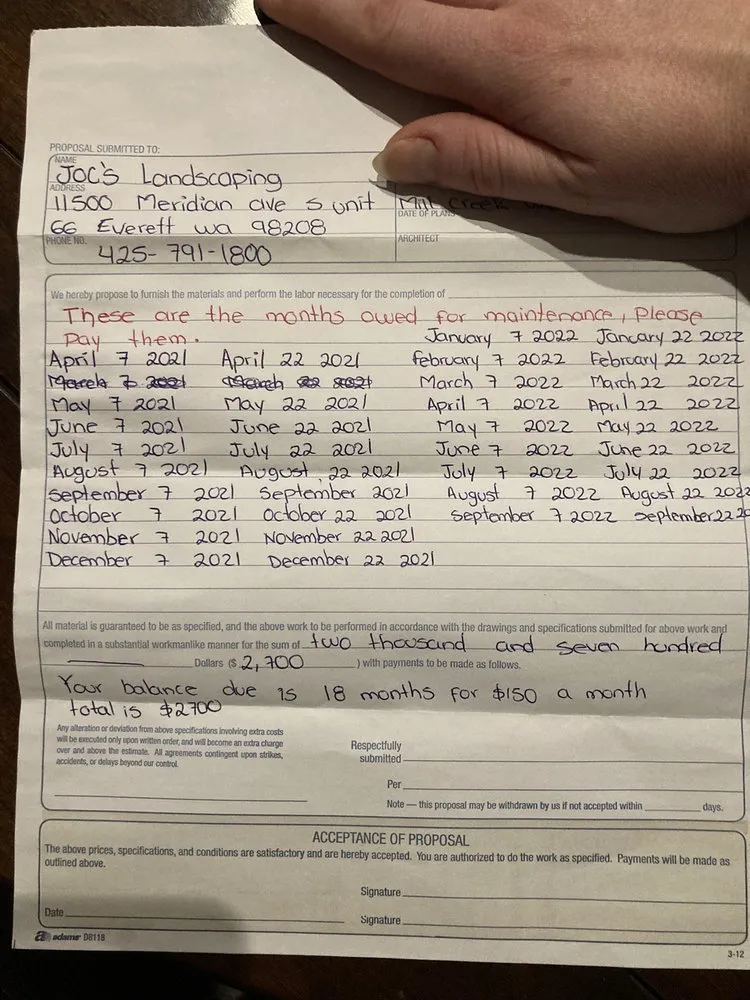 PROPOSAL SUBMITTED TO:
NAME
JOC's Landscaping
ADDRESS
11500 Meridian ave s unit
Mill Creek
DATE OF PLANS
66 Everett wa 98208
PHONE NO.
ARCHITECT
425-791-1800
We hereby propose to furnish the materials and perform the labor necessary for the completion of
These are the months owed for maintenance, Please
Pay them.
January 7 2022 January 22 2022
April 7 2021 April 22 2021 february 7 2022 February 22 2022
March 7 2021 March 22 2021 March 7 2022 March 22 2022
May 7 2021 May 22 2021 April 7 2022 April 22 2022
June 7 2021 June 22 2021 May 7 2022 May 22 2022
July 7 2021 July 22 2021 June 7 2022 June 22 2022
August 7 2021 August, 22 2021 July 7 2022 July 22 2022
September 7 2021 September 2021 August 7 2022 August 22 2022
October 7 2021 October 22 2021 September 7 2022 September 22 20
November 7 2021 November 22 2021
December 7 2021 December 22 2021
All material is guaranteed to be as specified, and the above work to be performed in accordance with the drawings and specifications submitted for above work and
completed in a substantial workmanlike manner for the sum of two thousand and seven hundred
Dollars ($ 2,700 ) with payments to be made as follows.
Your balance due is 18 months for $150 a month
total is $2700
Any alteration or deviation from above specifications involving extra costs
will be executed only upon written order, and will become an extra charge
over and above the estimate. All agreements contingent upon strikes,
accidents, or delays beyond our control.
Respectfully
submitted
Per
Note — this proposal may be withdrawn by us if not accepted within days.
ACCEPTANCE OF PROPOSAL
The above prices, specifications, and conditions are satisfactory and are hereby accepted. You are authorized to do the work as specified. Payments will be made as
outlined above.
Signature
Date
Signature
adams D8118
3-12